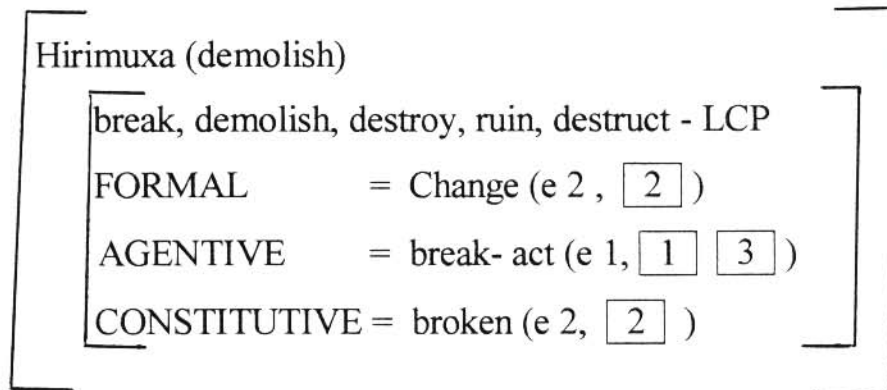 Hirimuxa (demolish)
break, demolish, destroy, ruin, destruct - LCP
FORMAL = Change (e 2 , 2 )
AGENTIVE = break- act (e 1, 1 3 )
CONSTITUTIVE = broken (e 2, 2 )